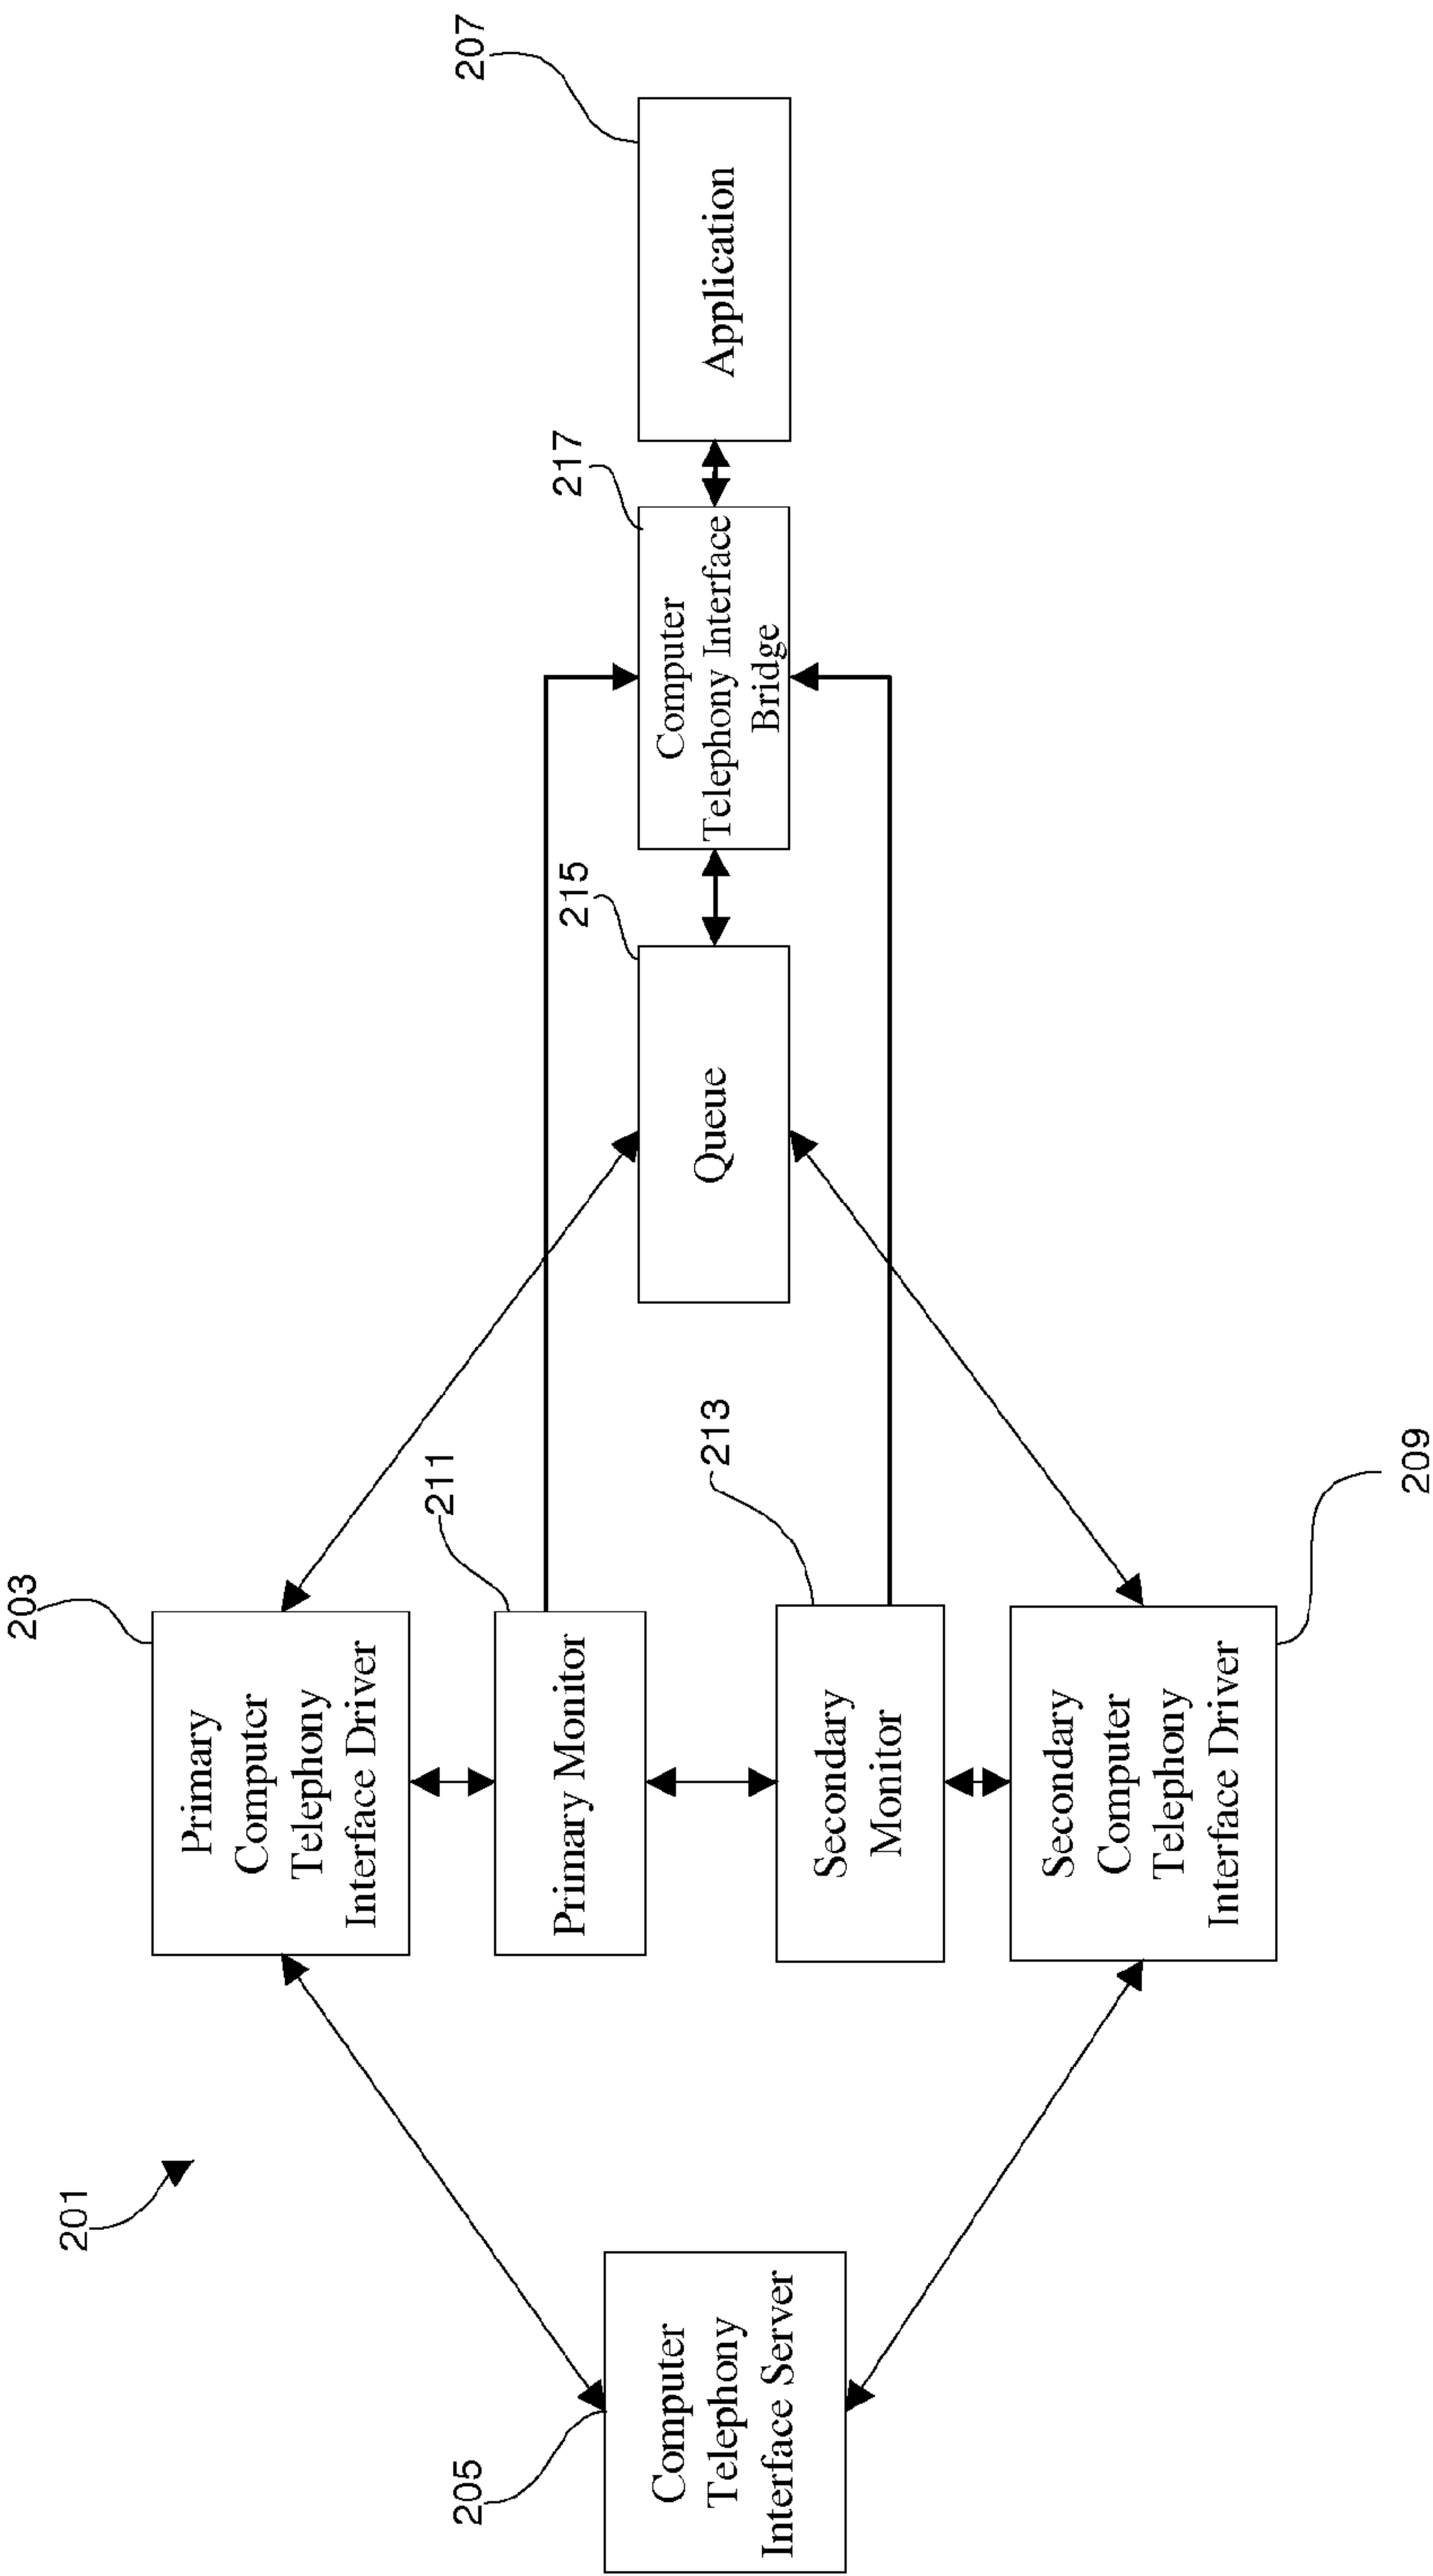 201
203
Primary
Computer
Telephony
Interface Driver
205
Computer
Telephony
Interface Server
211
Primary Monitor
213
Secondary
Monitor
Secondary
Computer
Telephony
Interface Driver
209
215
Queue
217
Computer
Telephony Interface
Bridge
207
Application